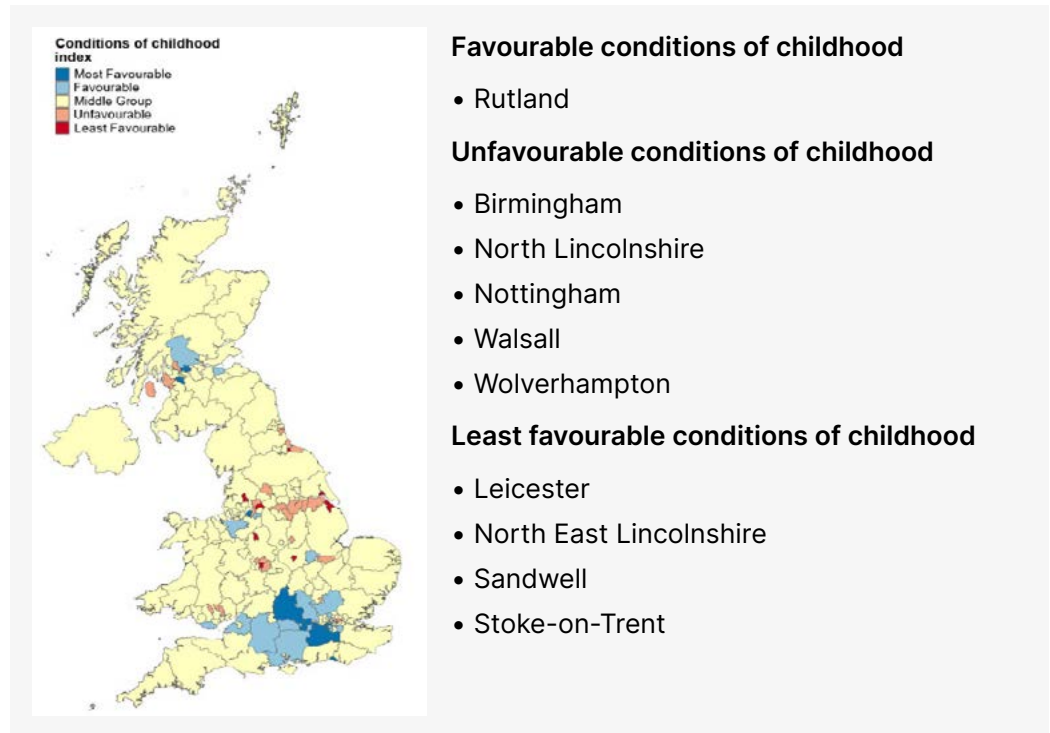 Conditions of childhood
index
Most Favourable
Favourable
Middle Group
Unfavourable
Least Favourable
Favourable conditions of childhood
• Rutland
Unfavourable conditions of childhood
• Birmingham
• North Lincolnshire
• Nottingham
• Walsall
• Wolverhampton
Least favourable conditions of childhood
• Leicester
• North East Lincolnshire
• Sandwell
• Stoke-on-Trent